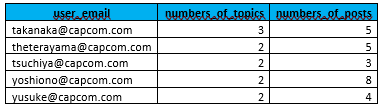 user_email numbers_of_topics numbers_of_posts
takanaka@capcom.com 3 5
theterayama@capcom.com 2 5
tsuchiya@capcom.com 2 3
yoshiono@capcom.com 2 8
yusuke@capcom.com 2 4